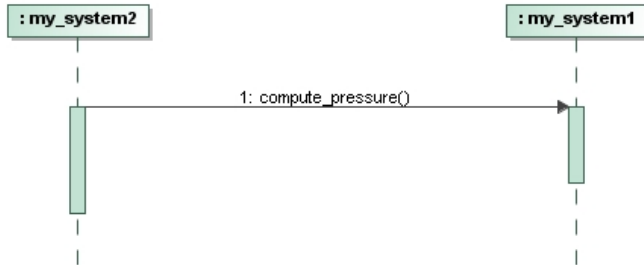 : my_system2
: my_system1
1: compute_pressure()